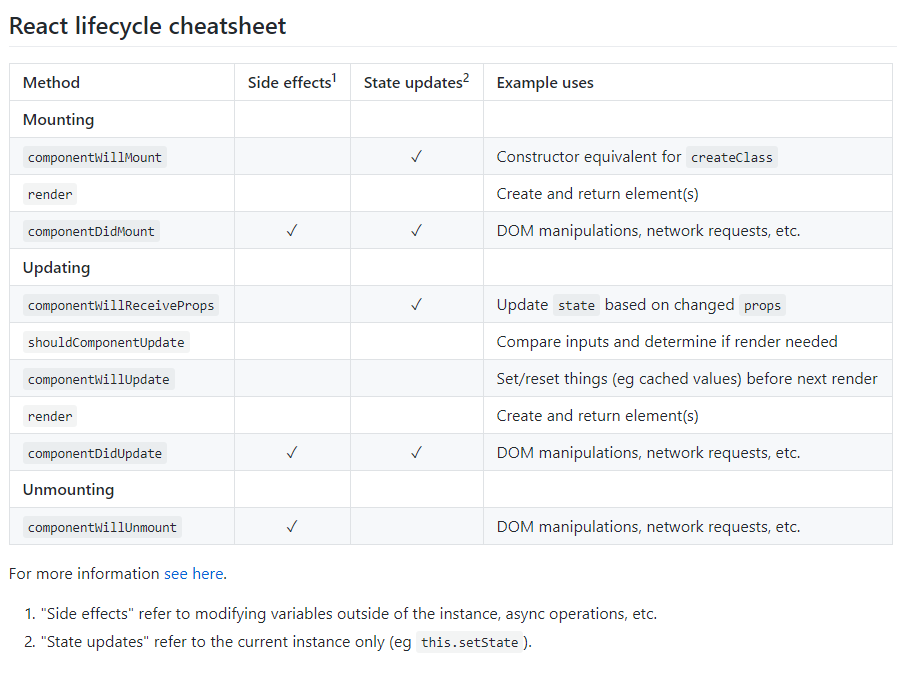 React lifecycle cheatsheet
Method Side effects1 State updates2 Example uses
Mounting
componentWillMount ✓ Constructor equivalent for createClass
render Create and return element(s)
componentDidMount ✓ ✓ DOM manipulations, network requests, etc.
Updating
componentWillReceiveProps ✓ Update state based on changed props
shouldComponentUpdate Compare inputs and determine if render needed
componentWillUpdate Set/reset things (eg cached values) before next render
render Create and return element(s)
componentDidUpdate ✓ ✓ DOM manipulations, network requests, etc.
Unmounting
componentWillUnmount ✓ DOM manipulations, network requests, etc.
For more information see here.
1. "Side effects" refer to modifying variables outside of the instance, async operations, etc.
2. "State updates" refer to the current instance only (eg this.setState ).